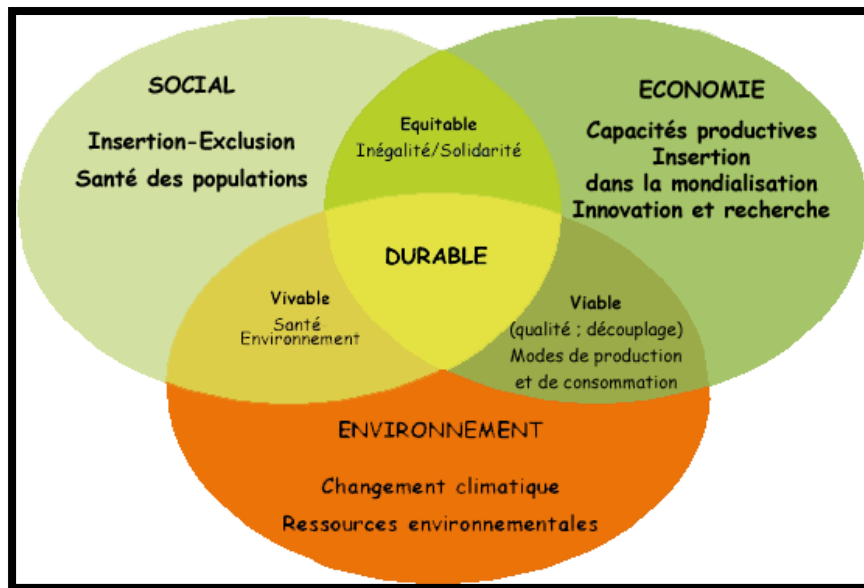 SOCIAL
Insertion-Exclusion
Santé des populations
Equitable
Inégalité/Solidarité
ECONOMIE
Capacités productives
Insertion
dans la mondialisation
Innovation et recherche
DURABLE
Vivable
Santé
Environnement
Viable
(qualité ; découplage)
Modes de production
et de consommation
ENVIRONNEMENT
Changement climatique
Ressources environnementales